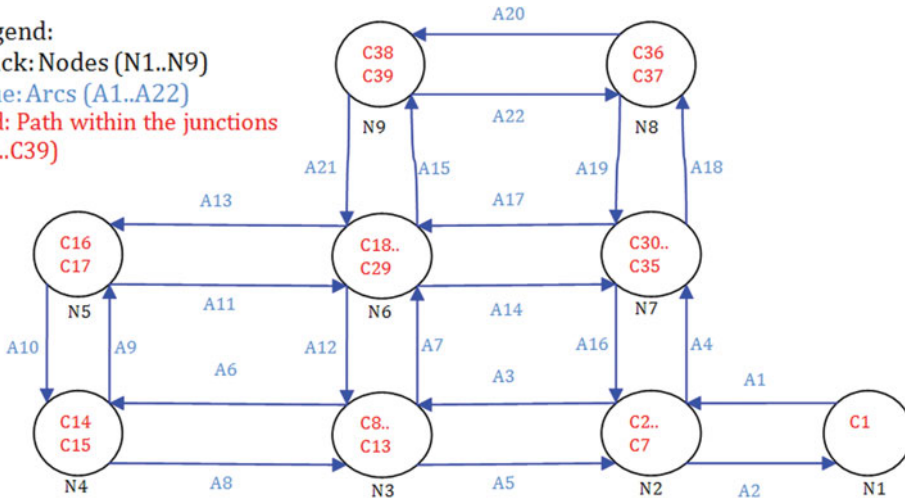 gend:
ck: Nodes (N1..N9)
e: Arcs (A1..A22)
l: Path within the junctions
..C39)
A20
C38
C39
C36
C37
N9
A22
N8
A21
A15
A19
A18
A13
A17
C16
C17
C18..
C29
C30..
C35
N5
A11
N6
A14
N7
A10
A9
A12
A7
A16
A4
A6
A3
A1
C14
C15
C8..
C13
C2..
C7
C1
N4
A8
N3
A5
N2
A2
N1